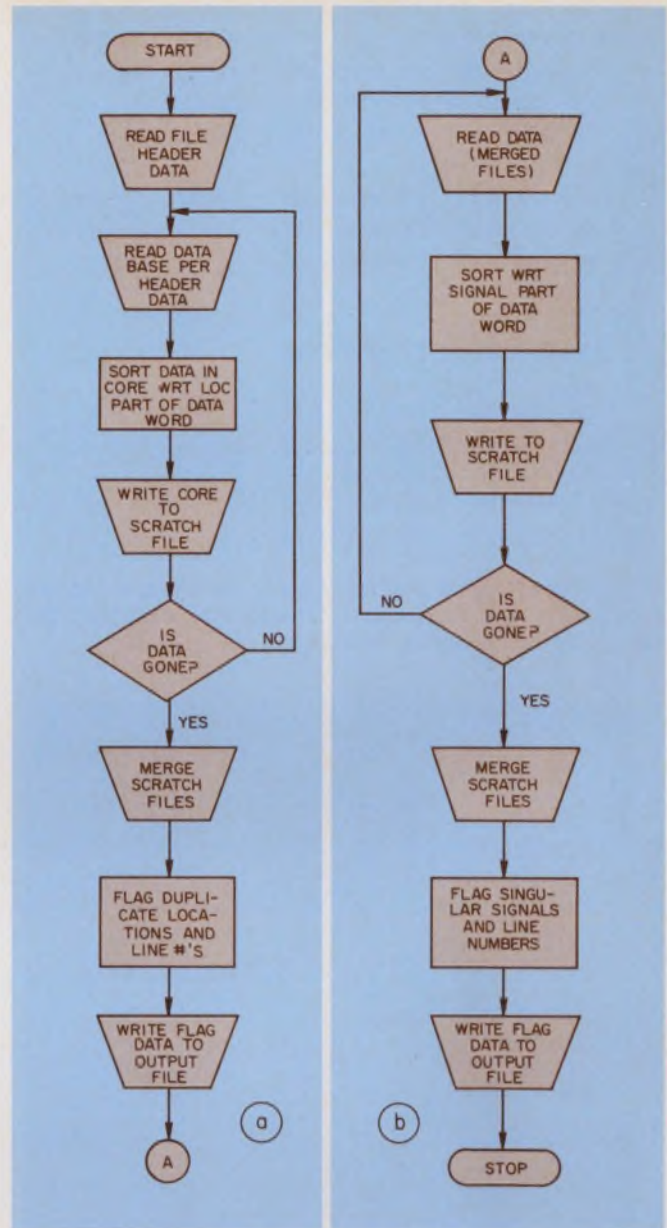 START
READ FILE
HEADER
DATA
READ DATA
BASE PER
HEADER
DATA
SORT DATA IN
CORE WRT LOC
PART OF DATA
WORD
WRITE CORE
TO
SCRATCH
FILE
IS
DATA
GONE?
NO
YES
MERGE
SCRATCH
FILES
FLAG DUPLI-
CATE LOCA-
TIONS AND
LINE #'S
WRITE FLAG
DATA TO
OUTPUT
FILE
A
a
A
READ DATA
(MERGED
FILES)
SORT WRT
SIGNAL PART
OF DATA
WORD
WRITE TO
SCRATCH
FILE
IS
DATA
GONE?
NO
YES
MERGE
SCRATCH
FILES
FLAG SINGU-
LAR SIGNALS
AND LINE
NUMBERS
WRITE FLAG
DATA TO
OUTPUT
FILE
b
STOP